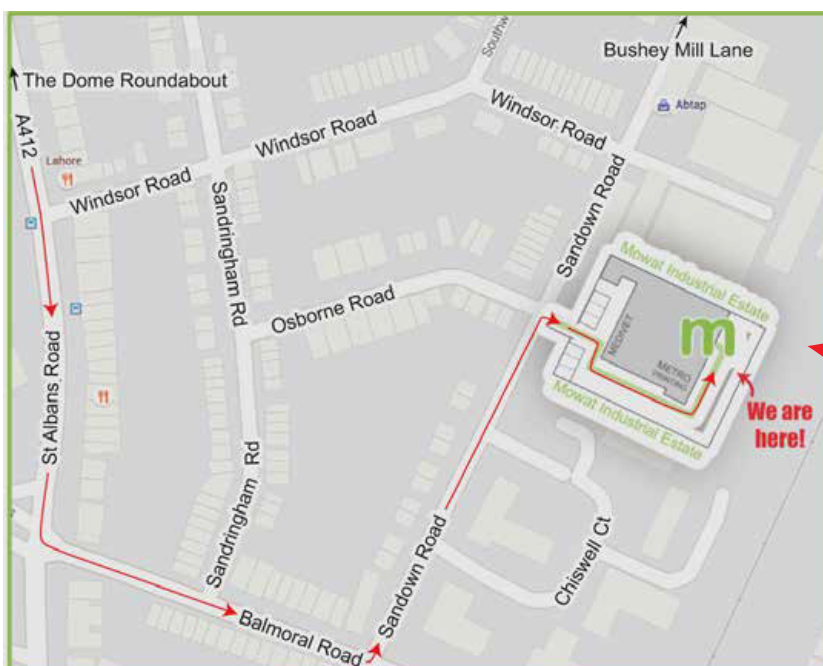 Bushey Mill Lane
The Dome Roundabout
A412
Southw
Abtap
Windsor Road
Windsor Road
Lahore
Windsor Road
Sandringham Rd
Sandown Road
Mowat Industrial Estate
m
MEDIVET
METRO
PRINTING
Osborne Road
We are
here!
Mowat Industrial Estate
St Albans Road
Sandringham Rd
Sandown Road
Chiswell Ct
Balmoral Road